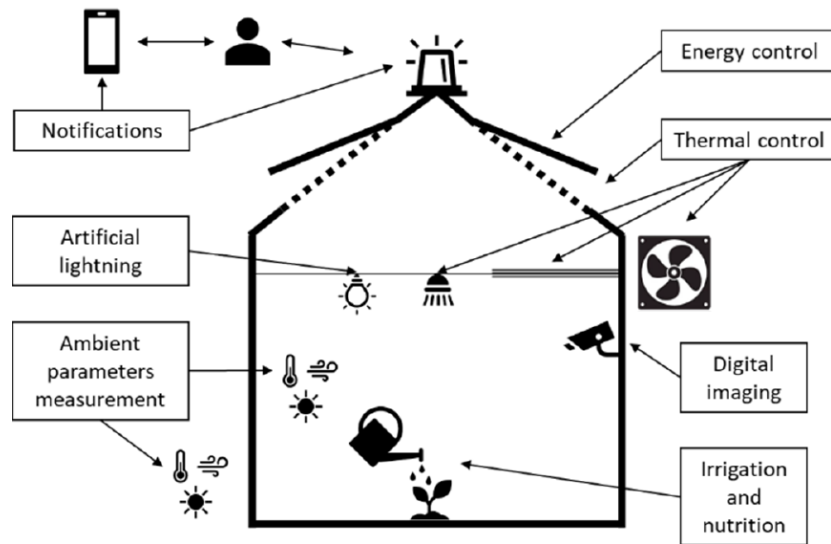 Energy control
Notifications
Thermal control
Artificial
lightning
Ambient
parameters
measurement
Digital
imaging
Irrigation
and
nutrition